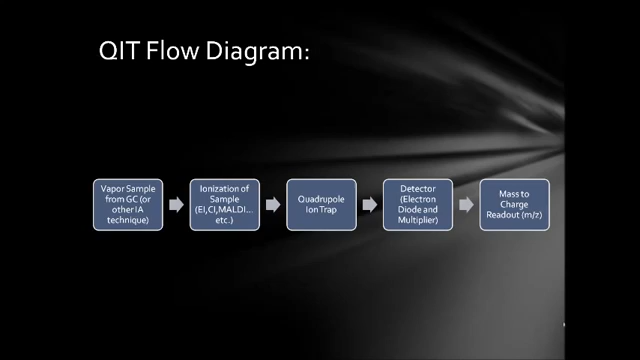 QIT Flow Diagram:
Vapor Sample
from GC (or
other IA
technique)
Ionization of
Sample
(EI,CI,MALDI...
etc.)
Quadrupole
Ion Trap
Detector
(Electron
Diode and
Multiplier)
Mass to
Charge
Readout (m/z)